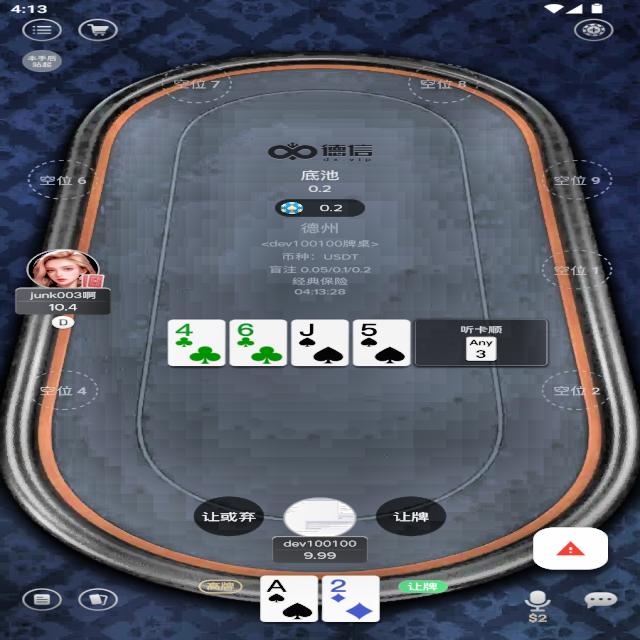 4:13
本手后
站起
空位 7
空位 8
德信
dx.vip
底池
0.2
0.2
空位 6
空位 9
德州
<dev100100牌桌>
币种：USDT
盲注 0.05/0.1/0.2
经典保险
04:13:28
空位 1
junk003啊
10.4
D
4
6
J
5
听卡顺
Any
3
空位 4
空位 2
让或弃
让牌
dev100100
9.99
高牌
A
2
让牌
$2